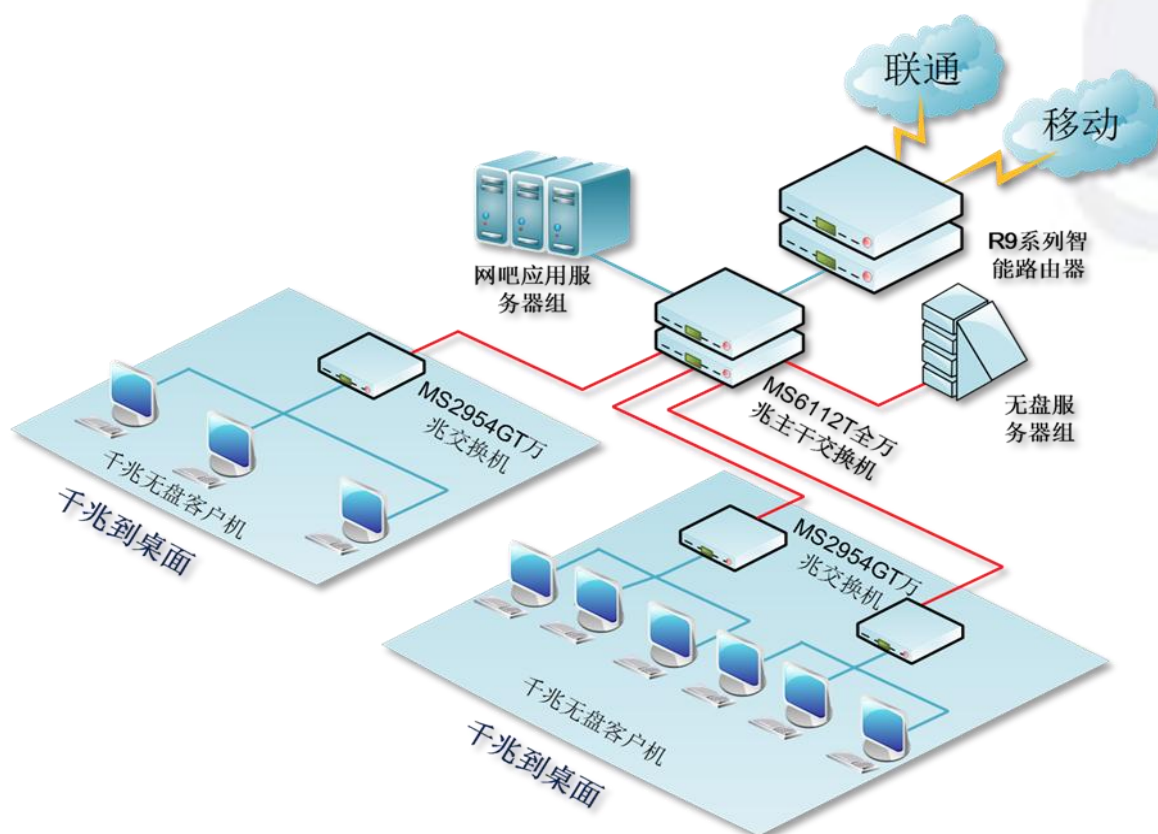 联通
移动
R9系列智
能路由器
网吧应用服
务器组
MS6112T全万
兆主干交换机
无盘服
务器组
MS2954GT万
兆交换机
千兆无盘客户机
千兆到桌面
MS2954GT万
兆交换机
千兆无盘客户机
千兆到桌面